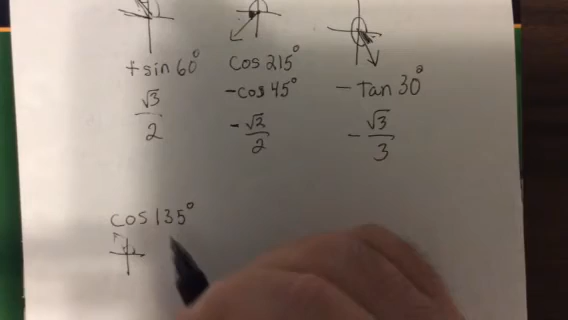 +sin 60° cos 215° - tan 30°
-cos 45°
√3/2 -√2/2 -√3/3
cos 135°